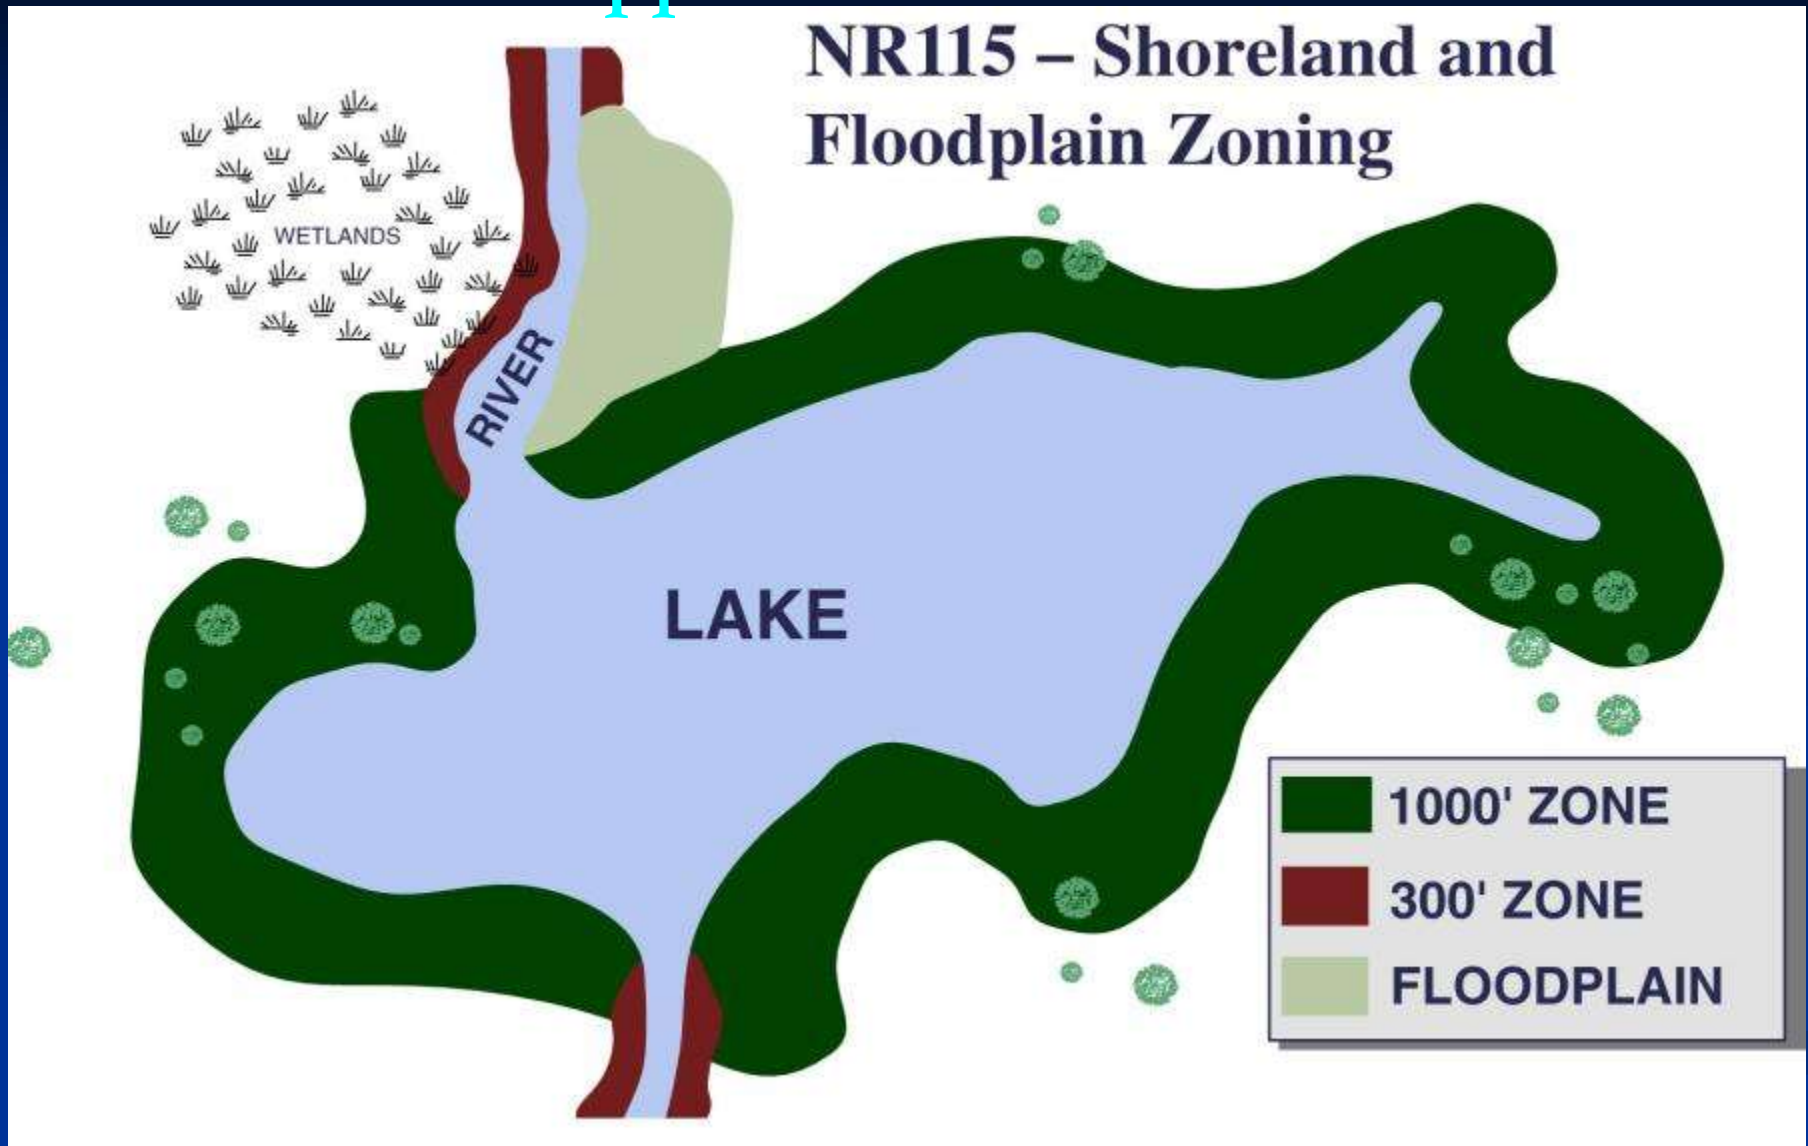 NR115 – Shoreland and
Floodplain Zoning
WETLANDS
RIVER
LAKE
1000' ZONE
300' ZONE
FLOODPLAIN